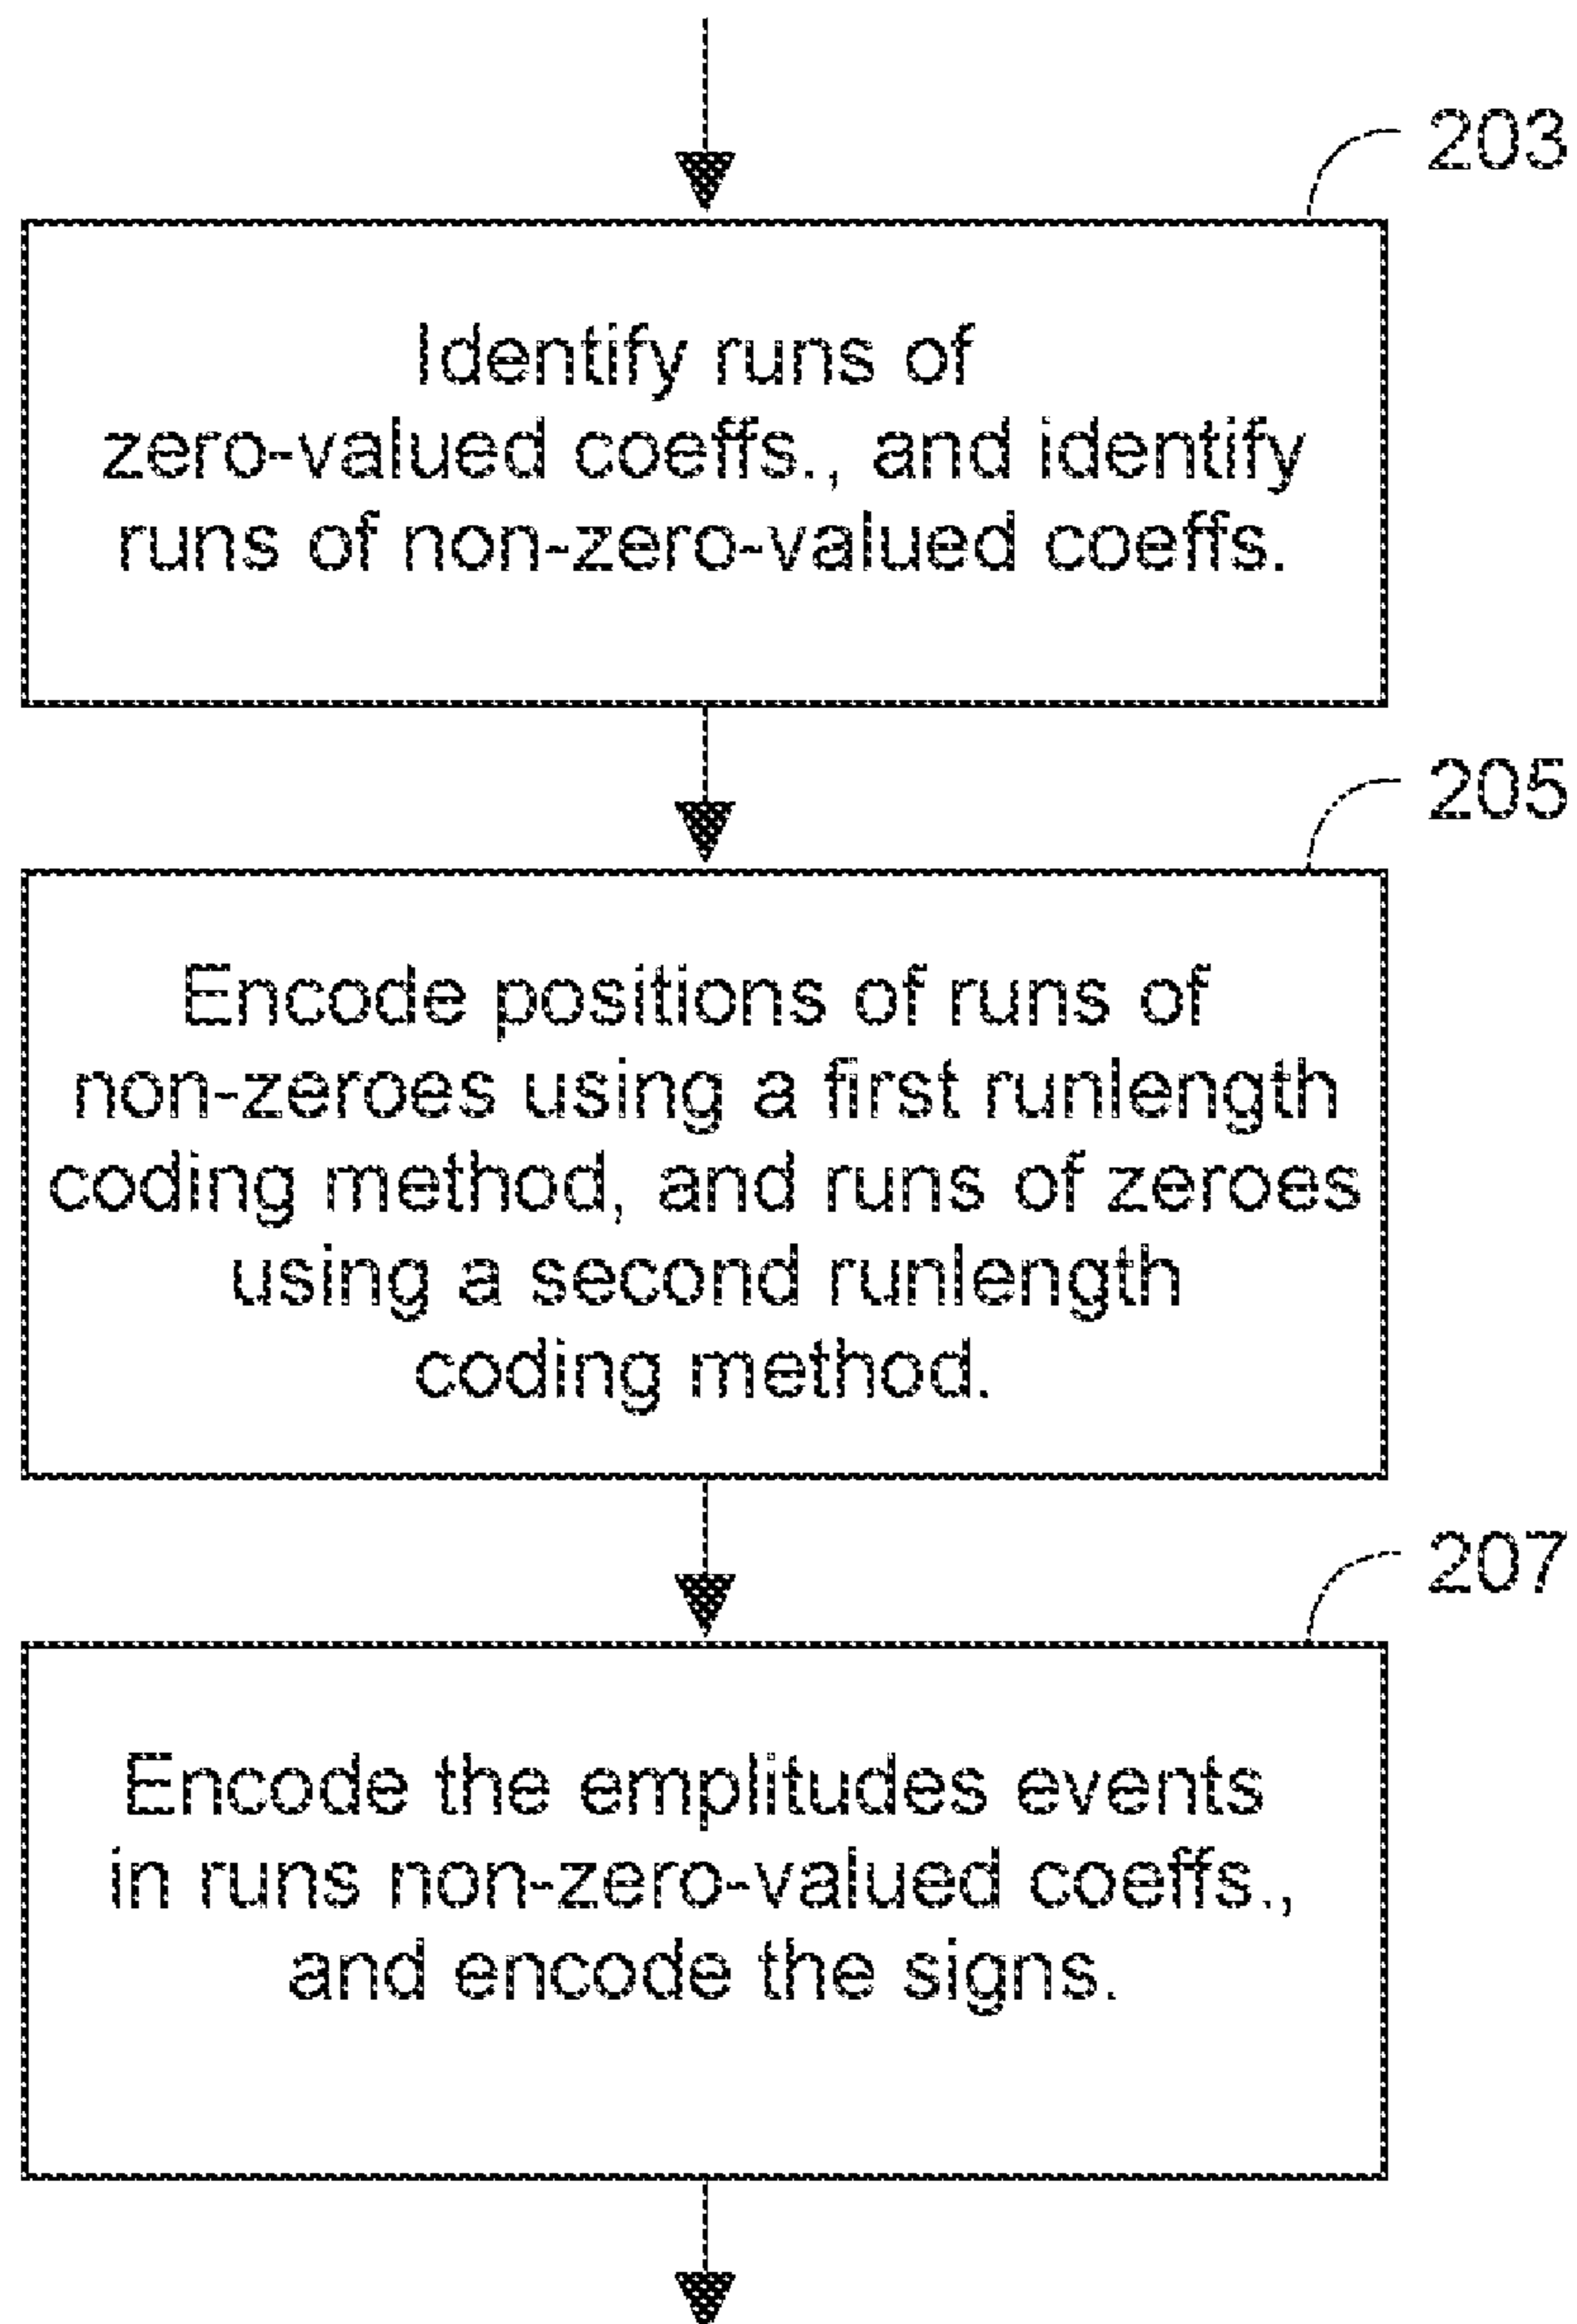 203
Identify runs of
zero-valued coeffs., and identify
runs of non-zero-valued coeffs.
205
Encode positions of runs of
non-zeroes using a first runlength
coding method, and runs of zeroes
using a second runlength
coding method.
207
Encode the emplitudes events
in runs non-zero-valued coeffs.,
and encode the signs.